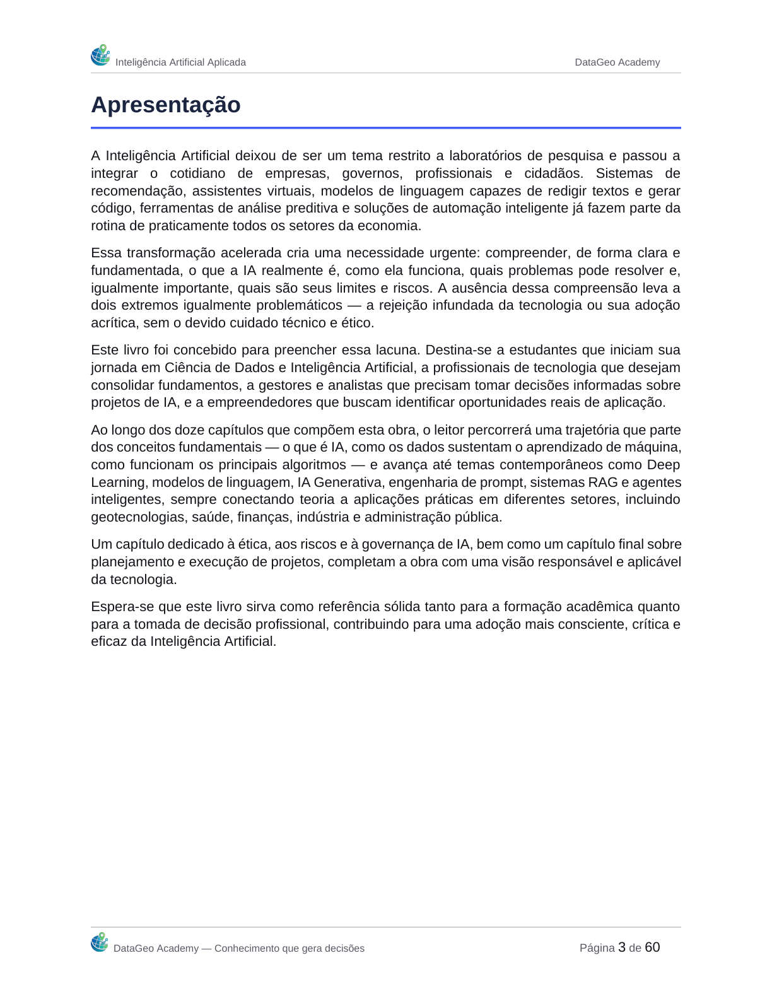 Inteligência Artificial Aplicada DataGeo Academy
Apresentação
A Inteligência Artificial deixou de ser um tema restrito a laboratórios de pesquisa e passou a
integrar o cotidiano de empresas, governos, profissionais e cidadãos. Sistemas de
recomendação, assistentes virtuais, modelos de linguagem capazes de redigir textos e gerar
código, ferramentas de análise preditiva e soluções de automação inteligente já fazem parte da
rotina de praticamente todos os setores da economia.
Essa transformação acelerada cria uma necessidade urgente: compreender, de forma clara e
fundamentada, o que a IA realmente é, como ela funciona, quais problemas pode resolver e,
igualmente importante, quais são seus limites e riscos. A ausência dessa compreensão leva a
dois extremos igualmente problemáticos — a rejeição infundada da tecnologia ou sua adoção
acrítica, sem o devido cuidado técnico e ético.
Este livro foi concebido para preencher essa lacuna. Destina-se a estudantes que iniciam sua
jornada em Ciência de Dados e Inteligência Artificial, a profissionais de tecnologia que desejam
consolidar fundamentos, a gestores e analistas que precisam tomar decisões informadas sobre
projetos de IA, e a empreendedores que buscam identificar oportunidades reais de aplicação.
Ao longo dos doze capítulos que compõem esta obra, o leitor percorrerá uma trajetória que parte
dos conceitos fundamentais — o que é IA, como os dados sustentam o aprendizado de máquina,
como funcionam os principais algoritmos — e avança até temas contemporâneos como Deep
Learning, modelos de linguagem, IA Generativa, engenharia de prompt, sistemas RAG e agentes
inteligentes, sempre conectando teoria a aplicações práticas em diferentes setores, incluindo
geotecnologias, saúde, finanças, indústria e administração pública.
Um capítulo dedicado à ética, aos riscos e à governança de IA, bem como um capítulo final sobre
planejamento e execução de projetos, completam a obra com uma visão responsável e aplicável
da tecnologia.
Espera-se que este livro sirva como referência sólida tanto para a formação acadêmica quanto
para a tomada de decisão profissional, contribuindo para uma adoção mais consciente, crítica e
eficaz da Inteligência Artificial.
DataGeo Academy — Conhecimento que gera decisões Página 3 de 60